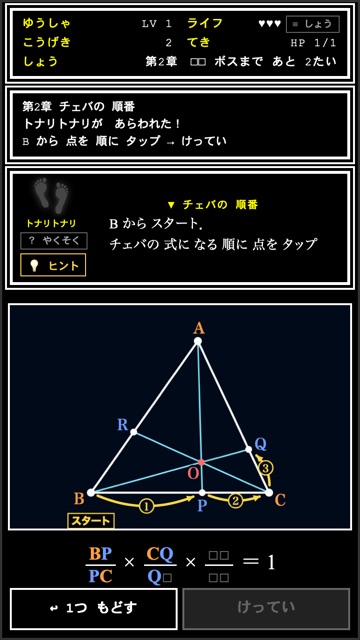 ゆうしゃ LV 1 ライフ ♥♥♥ ≡ しょう
こうげき 2 てき HP 1/1
しょう 第2章 □□ ボスまで あと 2たい
第2章 チェバの 順番
トナリトナリが あらわれた！
B から 点を 順に タップ → けってい
トナリトナリ
? やくそく
ヒント
▼ チェバの 順番
B から スタート．
チェバの 式に なる 順に 点を タップ
A
R
Q
O
③
B
C
① P ②
スタート
BP/PC × CQ/Q□ × □□/□□ = 1
↩ 1つ もどす けってい